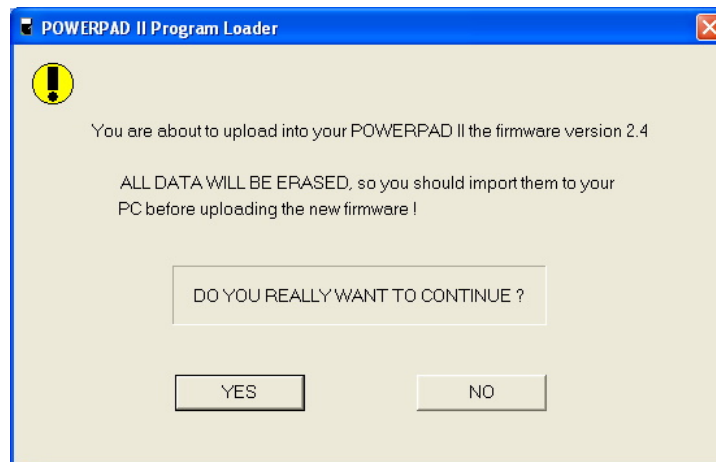 POWERPAD II Program Loader
You are about to upload into your POWERPAD II the firmware version 2.4
ALL DATA WILL BE ERASED, so you should import them to your
PC before uploading the new firmware !
DO YOU REALLY WANT TO CONTINUE ?
YES NO